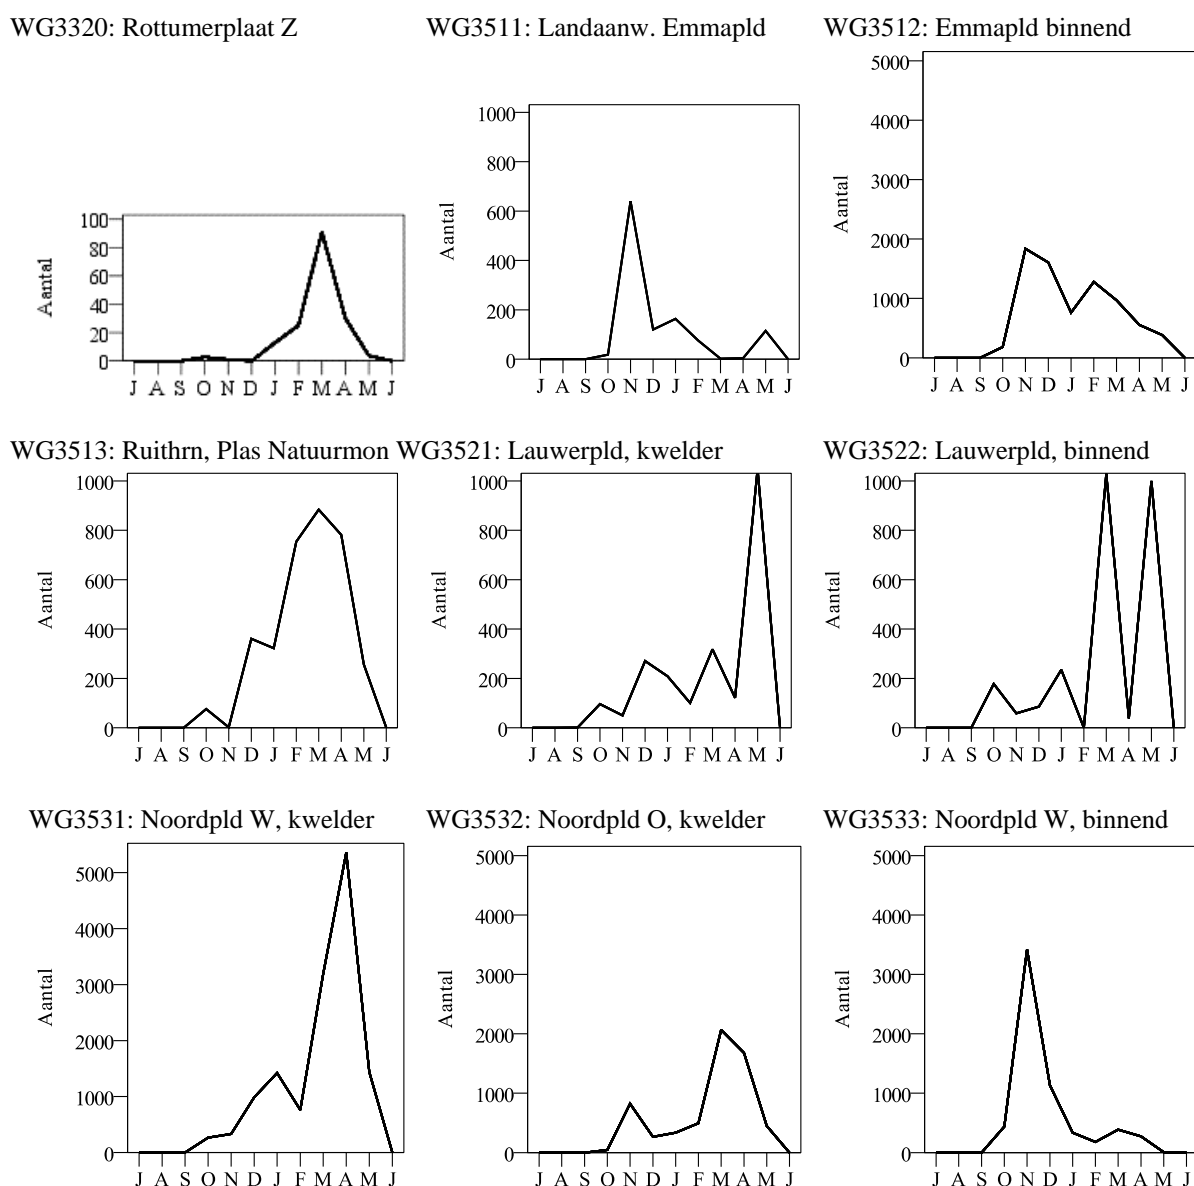 WG3320: Rottumerplaat Z
100
80
60
40
20
0
Aantal
J A S O N D J F M A M J
WG3511: Landaanw. Emmapld
1000
800
600
400
200
0
Aantal
J A S O N D J F M A M J
WG3512: Emmapld binnend
5000
4000
3000
2000
1000
0
Aantal
J A S O N D J F M A M J
WG3513: Ruithrn, Plas Natuurmon
1000
800
600
400
200
0
Aantal
J A S O N D J F M A M J
WG3521: Lauwerpld, kwelder
1000
800
600
400
200
0
Aantal
J A S O N D J F M A M J
WG3522: Lauwerpld, binnend
1000
800
600
400
200
0
Aantal
J A S O N D J F M A M J
WG3531: Noordpld W, kwelder
5000
4000
3000
2000
1000
0
Aantal
J A S O N D J F M A M J
WG3532: Noordpld O, kwelder
5000
4000
3000
2000
1000
0
Aantal
J A S O N D J F M A M J
WG3533: Noordpld W, binnend
5000
4000
3000
2000
1000
0
Aantal
J A S O N D J F M A M J